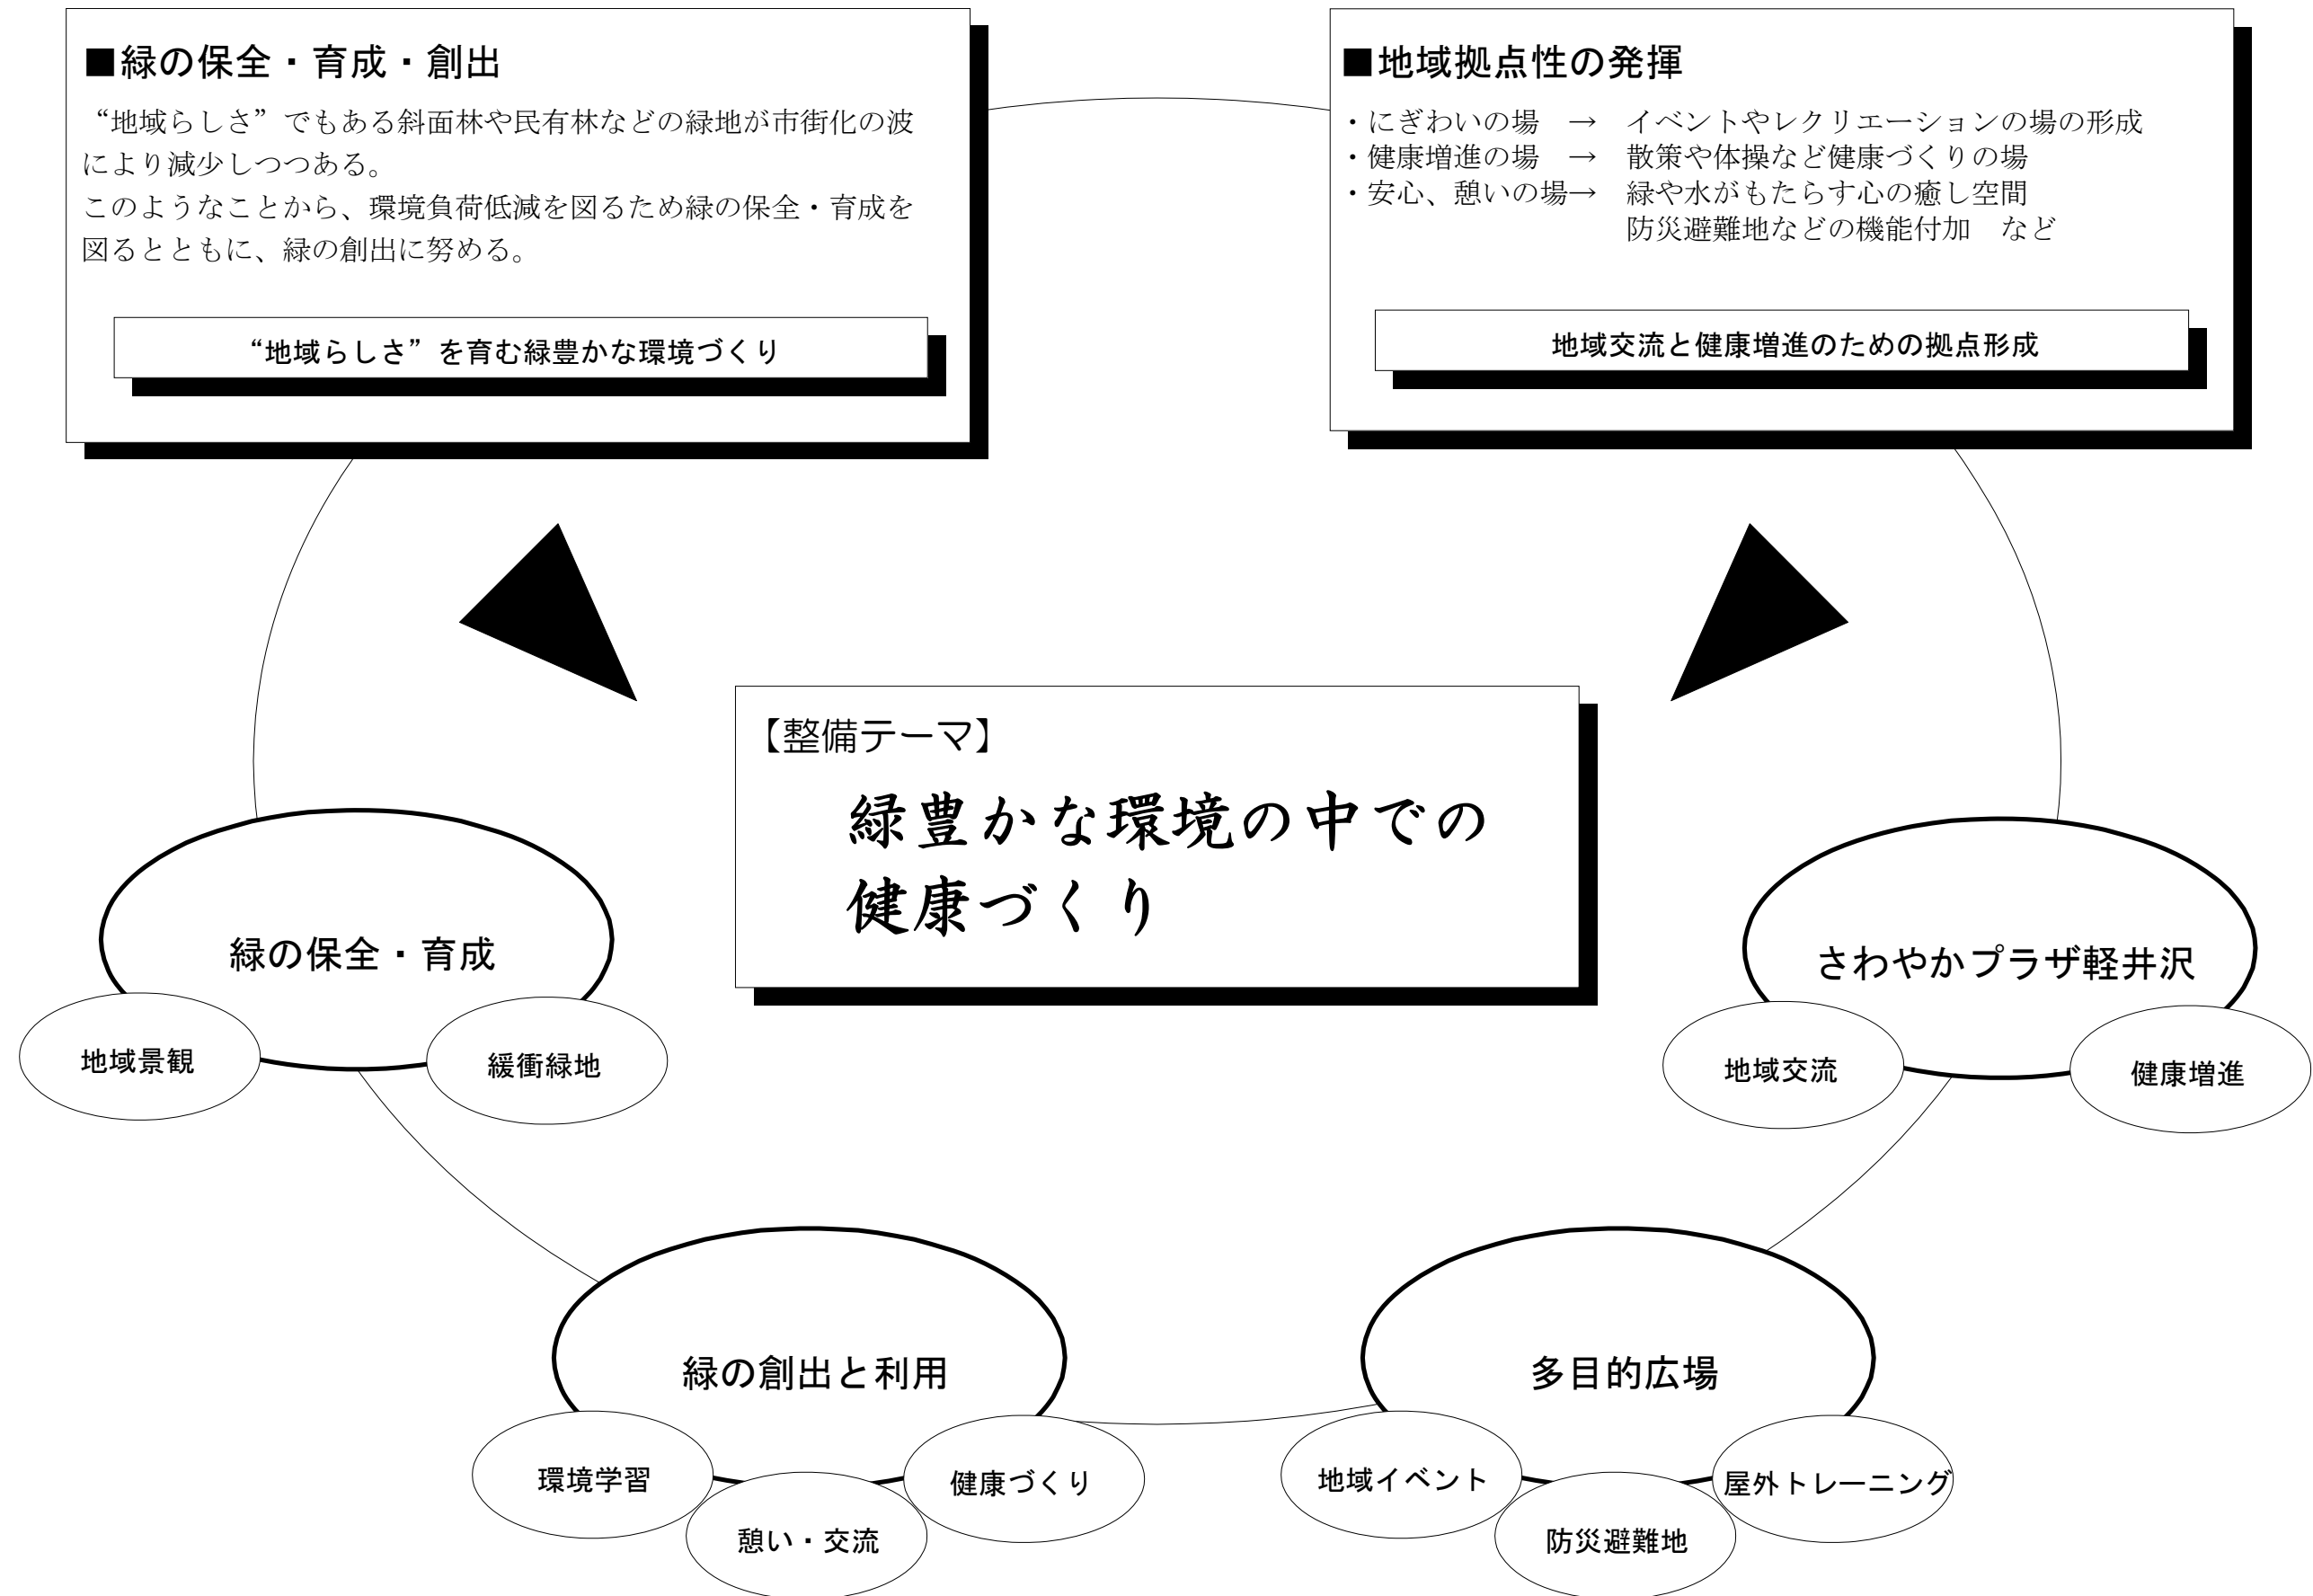 ■緑の保全・育成・創出
“地域らしさ”でもある斜面林や民有林などの緑地が市街化の波
により減少しつつある。
このようなことから、環境負荷低減を図るため緑の保全・育成を
図るとともに、緑の創出に努める。
“地域らしさ”を育む緑豊かな環境づくり
■地域拠点性の発揮
・にぎわいの場　→　イベントやレクリエーションの場の形成
・健康増進の場　→　散策や体操など健康づくりの場
・安心、憩いの場→　緑や水がもたらす心の癒し空間
防災避難地などの機能付加　など
地域交流と健康増進のための拠点形成
【整備テーマ】
緑豊かな環境の中での
健康づくり
緑の保全・育成
地域景観
緩衝緑地
さわやかプラザ軽井沢
地域交流
健康増進
緑の創出と利用
環境学習
憩い・交流
健康づくり
多目的広場
地域イベント
防災避難地
屋外トレーニング